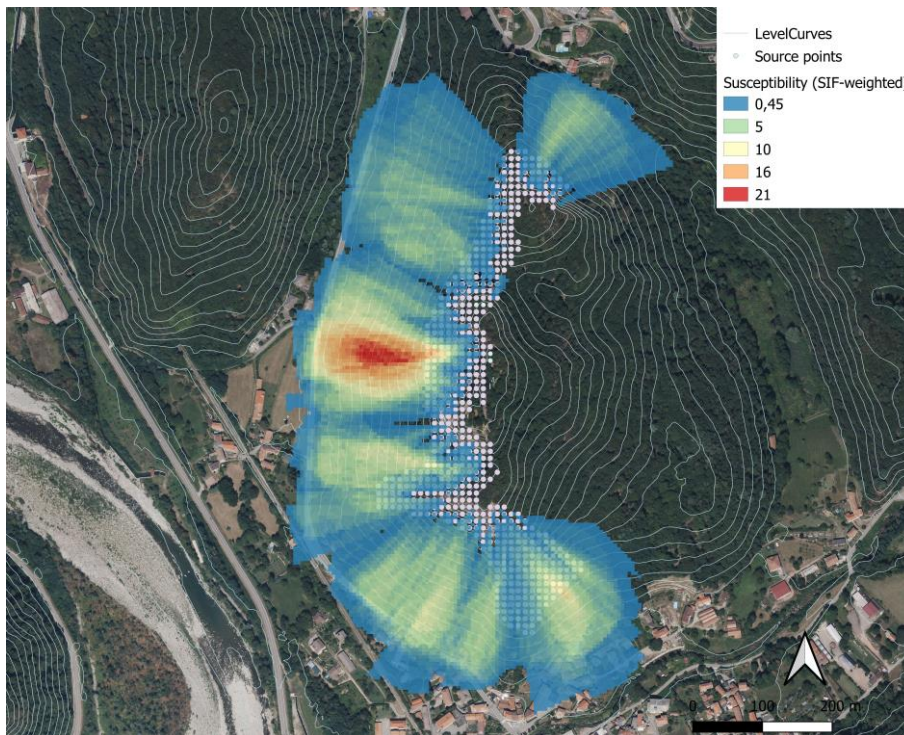 LevelCurves
Source points
Susceptibility (SIF-weighted)
0,45
5
10
16
21
0 100 200 m